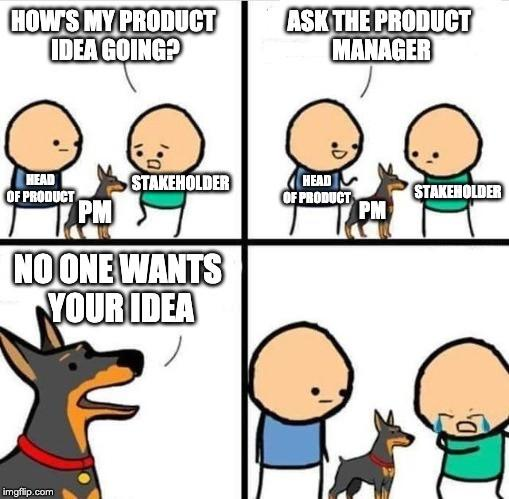 HOW'S MY PRODUCT
IDEA GOING?
HEAD
OF PRODUCT
PM
STAKEHOLDER
ASK THE PRODUCT
MANAGER
HEAD
OF PRODUCT
PM
STAKEHOLDER
NO ONE WANTS
YOUR IDEA
imgflip.com